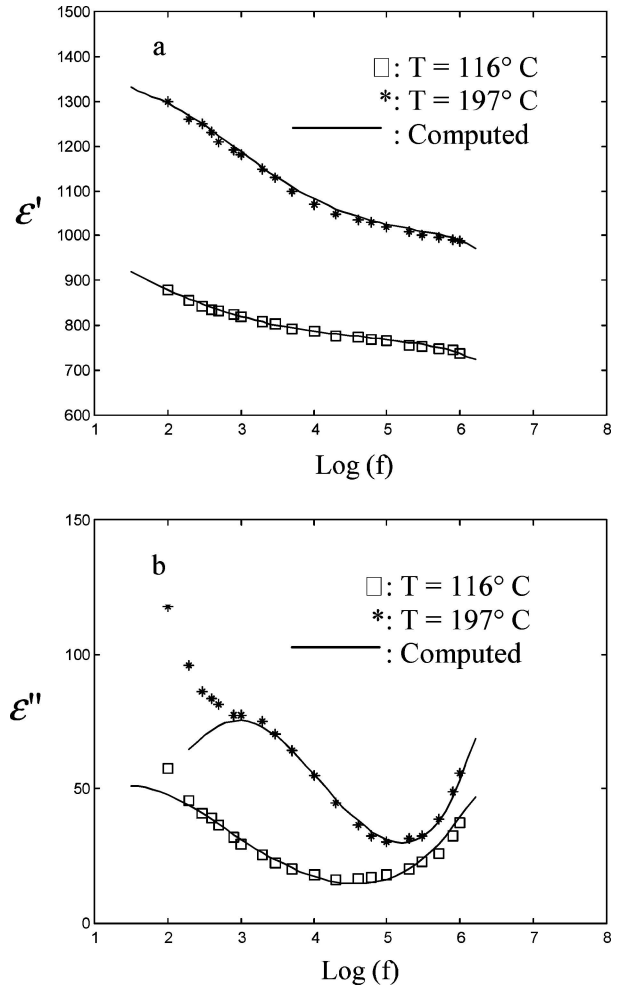 1500
a
1400
□: T = 116° C
*: T = 197° C
: Computed
1300
1200
1100
ε'
1000
900
800
700
600
1 2 3 4 5 6 7 8
Log (f)
150
b
□: T = 116° C
*: T = 197° C
: Computed
100
ε"
50
0
1 2 3 4 5 6 7 8
Log (f)